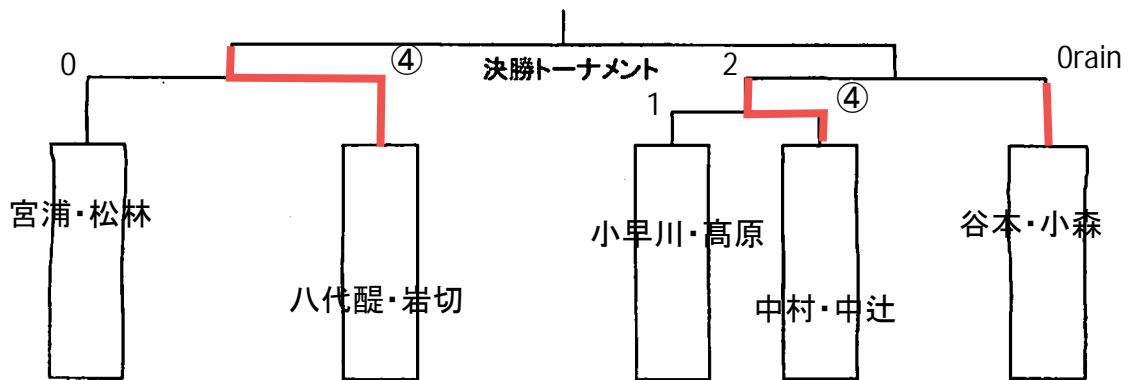 0
④
決勝トーナメント
2
0rain
1
④
宮浦・松林
小早川・髙原
谷本・小森
八代醍・岩切
中村・中辻